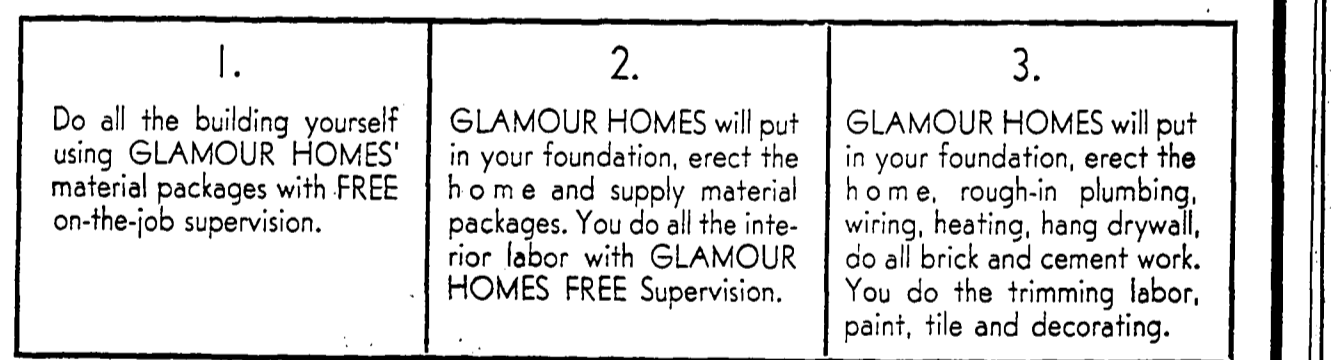 1.
Do all the building yourself
using GLAMOUR HOMES'
material packages with FREE
on-the-job supervision.
2.
GLAMOUR HOMES will put
in your foundation, erect the
home and supply material
packages. You do all the inte-
rior labor with GLAMOUR
HOMES FREE Supervision.
3.
GLAMOUR HOMES will put
in your foundation, erect the
home, rough-in plumbing,
wiring, heating, hang drywall,
do all brick and cement work.
You do the trimming labor,
paint, tile and decorating.